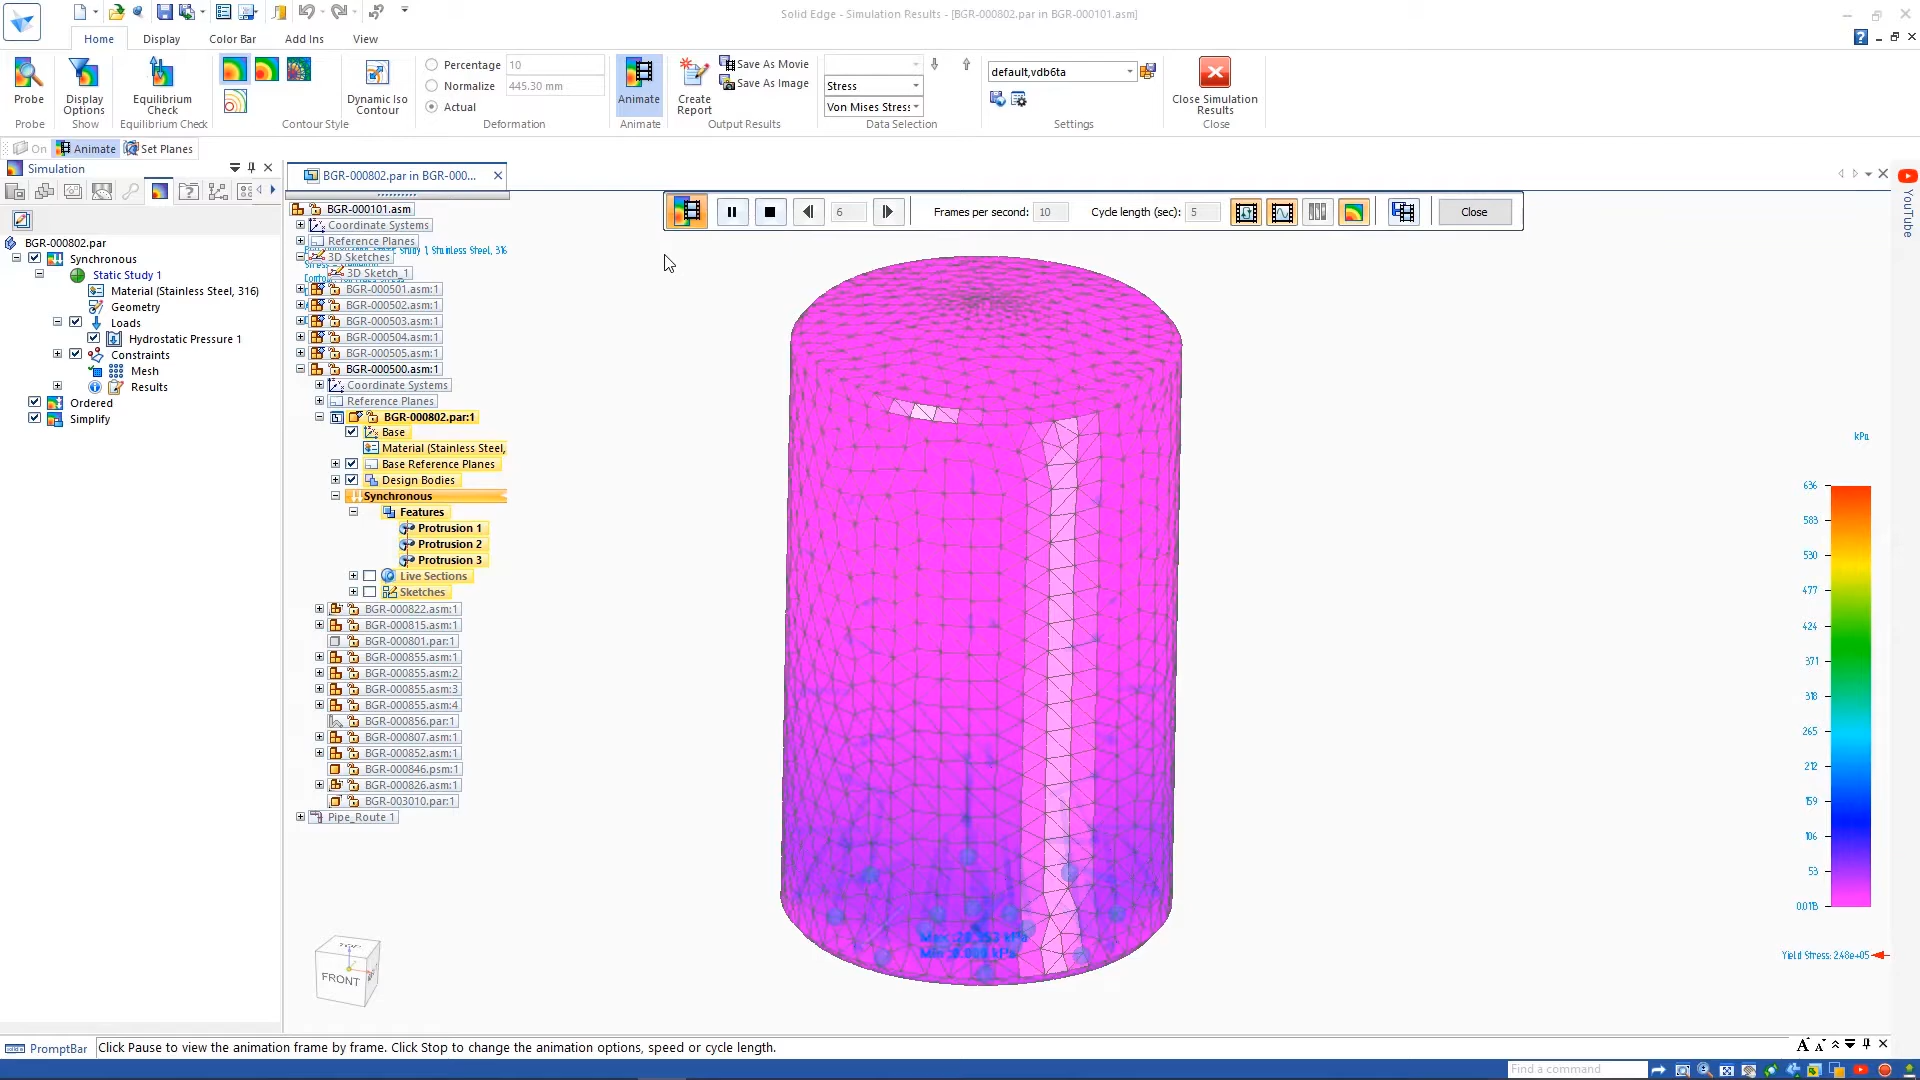 Solid Edge - Simulation Results - [BGR-000802.par in BGR-000101.asm]
Home
Display
Color Bar
Add Ins
View
Probe
Display Options
Equilibrium Check
Dynamic Iso Contour
Percentage 10
Normalize 445.30 mm
Actual
Animate
Create Report
Save As Movie
Save As Image
Stress
Von Mises Stress
default,vdb6ta
Close Simulation Results
Probe
Show
Equilibrium Check
Contour Style
Deformation
Animate
Output Results
Data Selection
Settings
Close
On
Animate
Set Planes
Simulation
BGR-000802.par in BGR-000...
YouTube
BGR-000802.par
Synchronous
Static Study 1
Material (Stainless Steel, 316)
Geometry
Loads
Hydrostatic Pressure 1
Constraints
Mesh
Results
Ordered
Simplify
BGR-000101.asm
Coordinate Systems
Reference Planes
3D Sketches
3D Sketch_1
BGR-000501.asm:1
BGR-000502.asm:1
BGR-000503.asm:1
BGR-000504.asm:1
BGR-000505.asm:1
BGR-000500.asm:1
Coordinate Systems
Reference Planes
BGR-000802.par:1
Base
Material (Stainless Steel,
Base Reference Planes
Design Bodies
Synchronous
Features
Protrusion 1
Protrusion 2
Protrusion 3
Live Sections
Sketches
BGR-000822.asm:1
BGR-000815.asm:1
BGR-000801.par:1
BGR-000855.asm:1
BGR-000855.asm:2
BGR-000855.asm:3
BGR-000855.asm:4
BGR-000856.par:1
BGR-000807.asm:1
BGR-000852.asm:1
BGR-000846.psm:1
BGR-000826.asm:1
BGR-003010.par:1
Pipe_Route 1
6
Frames per second: 10
Cycle length (sec): 5
Close
kPa
636
583
530
477
424
371
318
265
212
159
106
53
0.0118
Yield Stress: 2.48e+05
TOP
FRONT
PromptBar
Click Pause to view the animation frame by frame. Click Stop to change the animation options, speed or cycle length.
Find a command